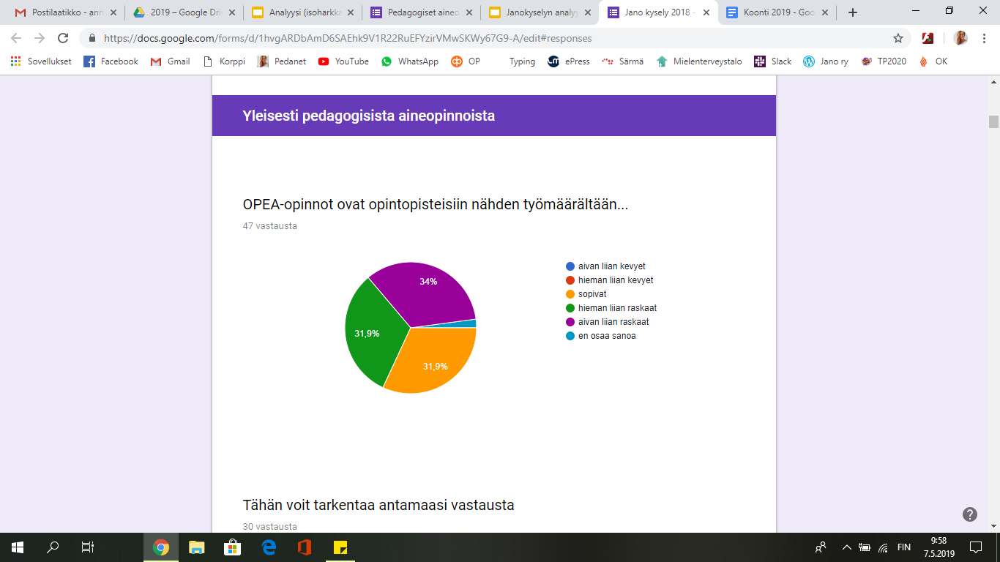 Postilaatikko - ann
2019 – Google Dri
Analyysi (isoharkka
Pedagogiset aineo
Janokyselyn analyy
Jano kysely 2018 -
Koonti 2019 - Goo
https://docs.google.com/forms/d/1hvgARDbAmD6SAEhk9V1R22RuEFYzirVMwSKWy67G9-A/edit#responses
Sovellukset Facebook Gmail Korppi Pedanet YouTube WhatsApp OP Typing ePress Särmä Mielenterveystalo Slack Jano ry TP2020 OK
Yleisesti pedagogisista aineopinnoista
OPEA-opinnot ovat opintopisteisiin nähden työmäärältään...
47 vastausta
34%
31,9%
31,9%
aivan liian kevyet
hieman liian kevyet
sopivat
hieman liian raskaat
aivan liian raskaat
en osaa sanoa
Tähän voit tarkentaa antamaasi vastausta
30 vastausta
FIN
9:58
7.5.2019